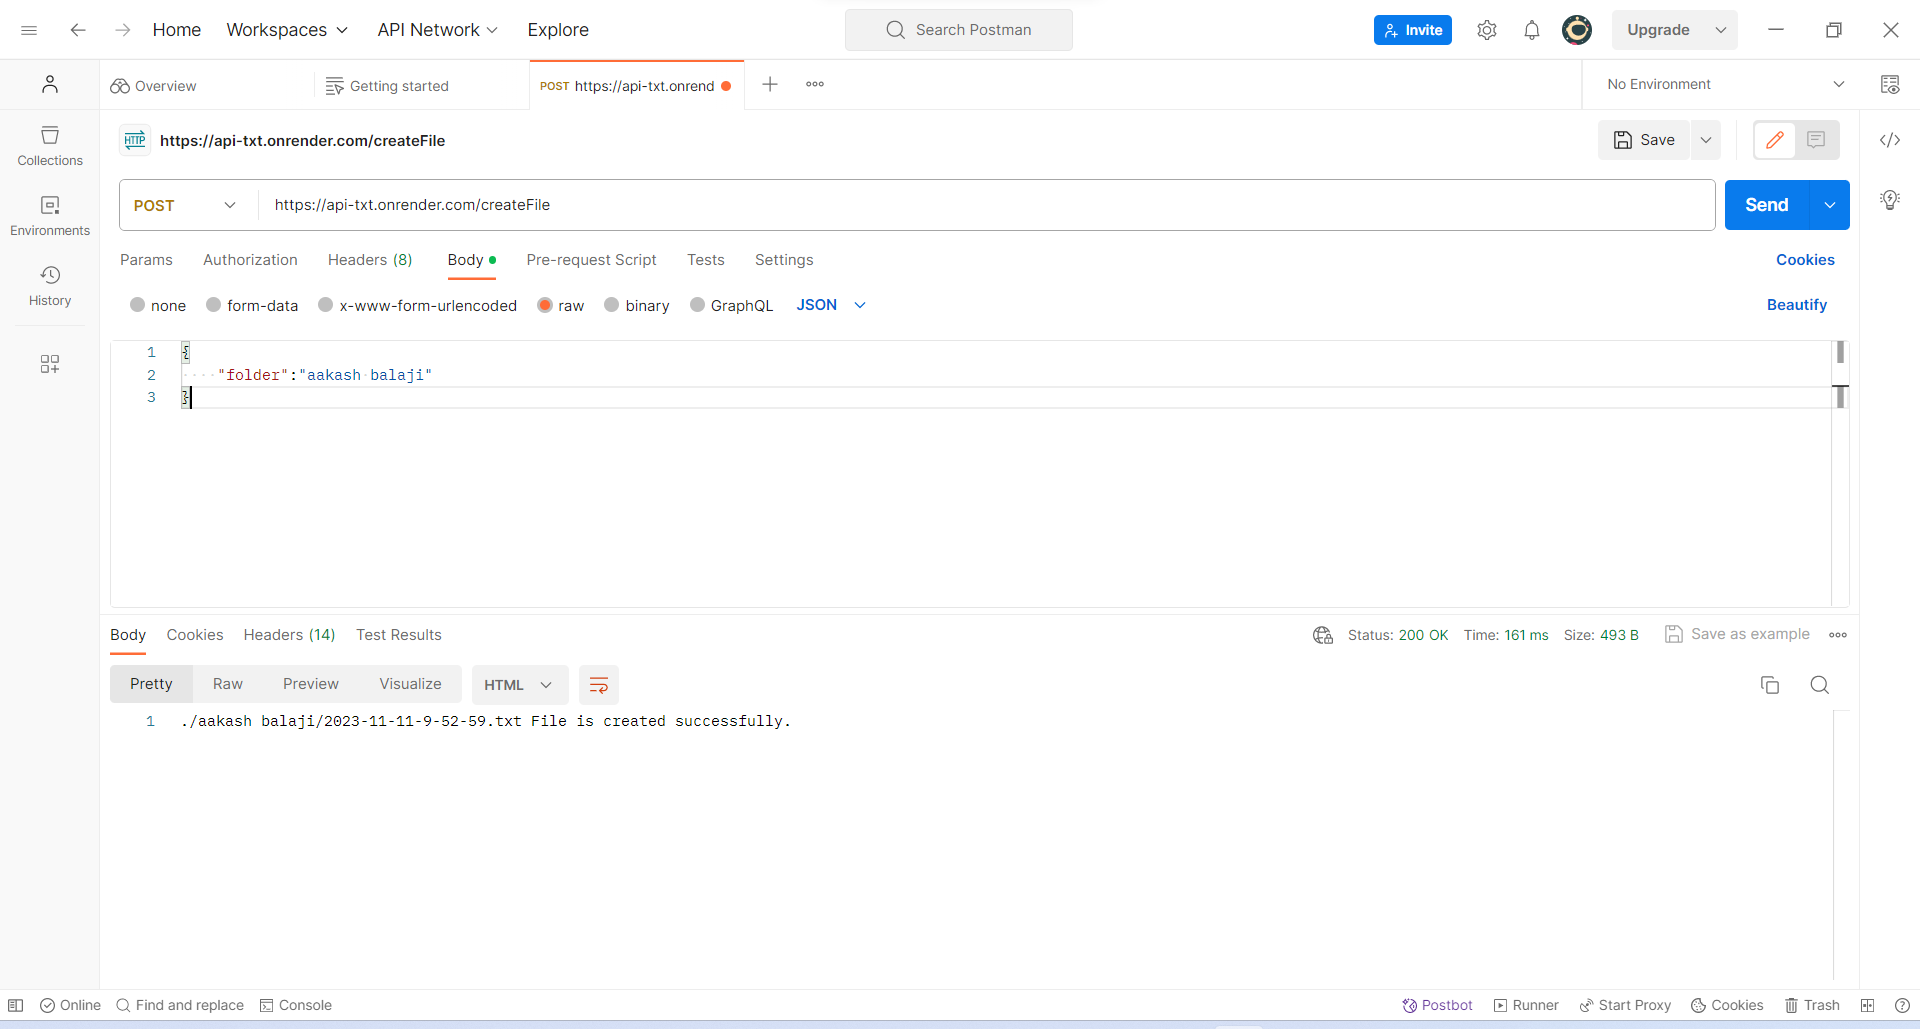 Home Workspaces API Network Explore Search Postman Invite Upgrade
Overview Getting started POST https://api-txt.onrend No Environment
HTTP https://api-txt.onrender.com/createFile Save
Collections
POST https://api-txt.onrender.com/createFile Send
Environments
Params Authorization Headers (8) Body Pre-request Script Tests Settings Cookies
History
none form-data x-www-form-urlencoded raw binary GraphQL JSON Beautify
1 {
2 "folder":"aakash balaji"
3 }
Body Cookies Headers (14) Test Results Status: 200 OK Time: 161 ms Size: 493 B Save as example
Pretty Raw Preview Visualize HTML
1 ./aakash balaji/2023-11-11-9-52-59.txt File is created successfully.
Online Find and replace Console Postbot Runner Start Proxy Cookies Trash